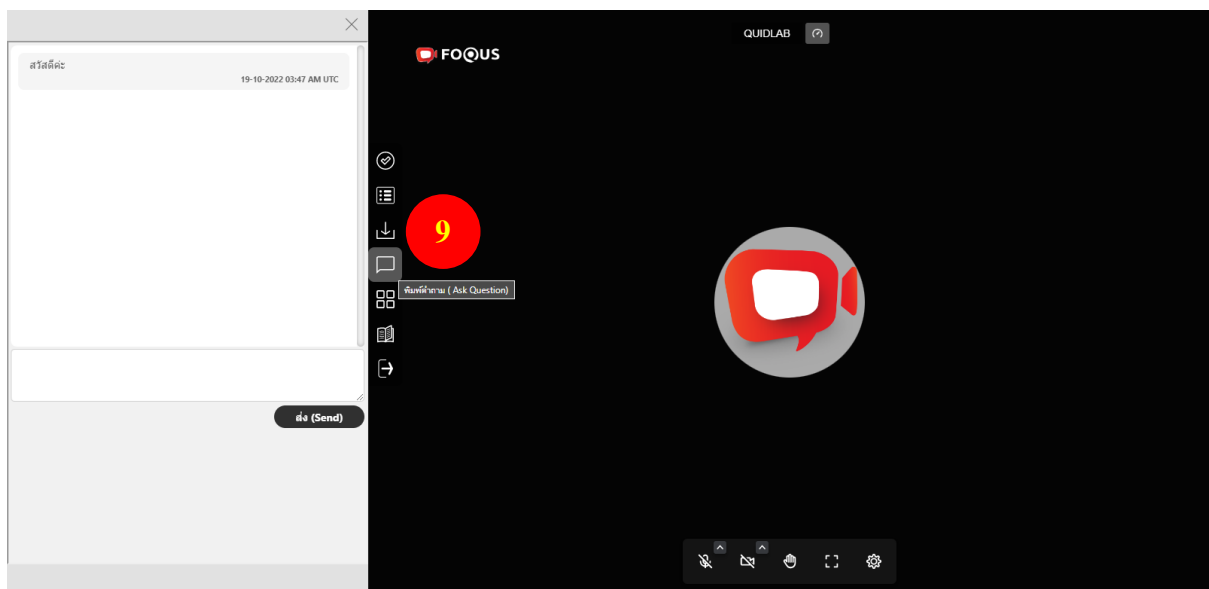 สวัสดีค่ะ
19-10-2022 03:47 AM UTC
ส่ง (Send)
FOQUS
QUIDLAB
9
พิมพ์คำถาม ( Ask Question)